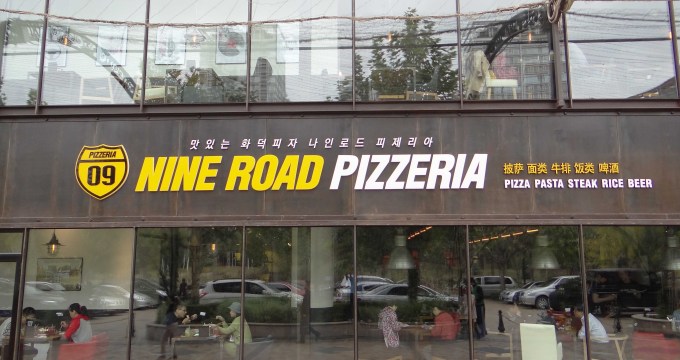 맛있는 화덕피자 나인로드 피제리아
PIZZERIA
09
NINE ROAD PIZZERIA
披萨 面类 牛排 饭类 啤酒
PIZZA PASTA STEAK RICE BEER